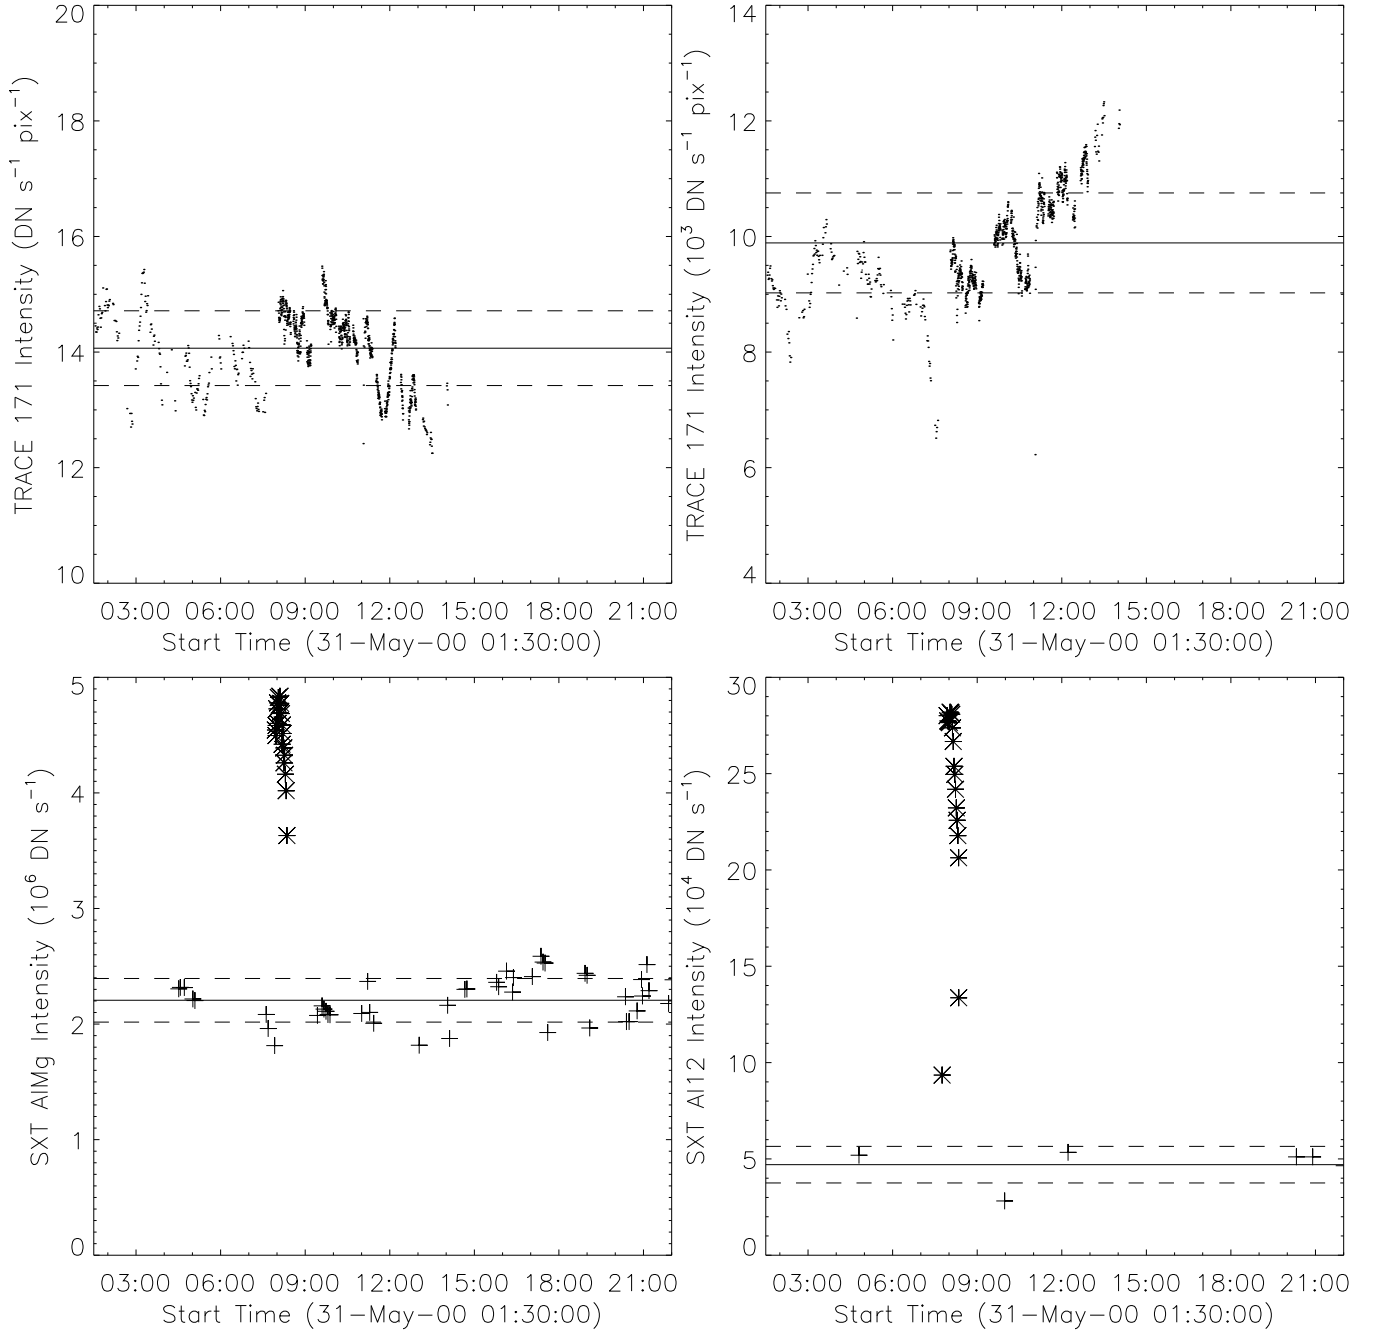 TRACE 171 Intensity (DN s⁻¹ pix⁻¹)
20
18
16
14
12
10
03:00 06:00 09:00 12:00 15:00 18:00 21:00
Start Time (31-May-00 01:30:00)
TRACE 171 Intensity (10³ DN s⁻¹ pix⁻¹)
14
12
10
8
6
4
03:00 06:00 09:00 12:00 15:00 18:00 21:00
Start Time (31-May-00 01:30:00)
SXT AlMg Intensity (10⁶ DN s⁻¹)
5
4
3
2
1
0
03:00 06:00 09:00 12:00 15:00 18:00 21:00
Start Time (31-May-00 01:30:00)
SXT Al12 Intensity (10⁴ DN s⁻¹)
30
25
20
15
10
5
0
03:00 06:00 09:00 12:00 15:00 18:00 21:00
Start Time (31-May-00 01:30:00)